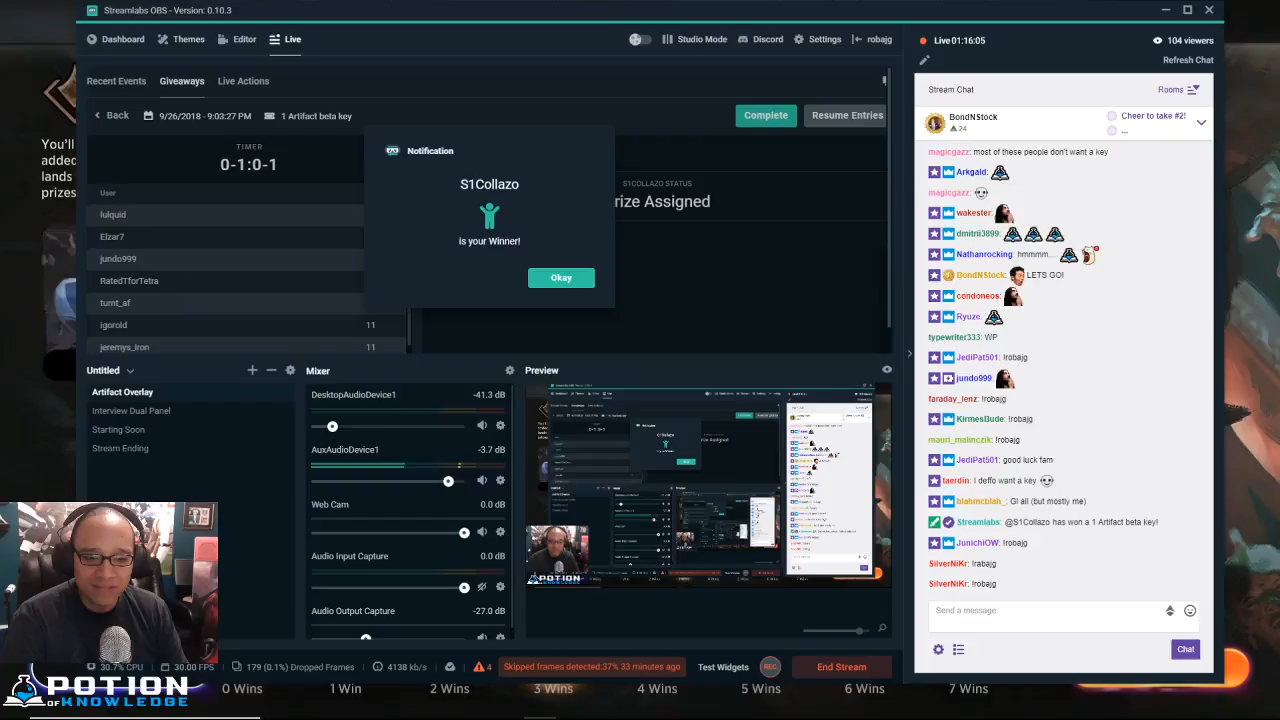 Streamlabs OBS - Version: 0.10.3
Dashboard
Themes
Editor
Live
Studio Mode
Discord
Settings
robajg
Live 01:16:05
104 viewers
Refresh Chat
You'll
added
lands
prizes
Recent Events
Giveaways
Live Actions
Back
9/26/2018 - 9:03:27 PM
1 Artifact beta key
Complete
Resume Entries
TIMER
0-1:0-1
User
lulquid
Elzar7
jundo999
RatedTforTetra
turnt_af
igorold 11
jeremys_iron 11
Notification
S1Collazo
is your Winner!
Okay
S1COLLAZO STATUS
rize Assigned
Untitled
Artifact Overlay
Interview Dual Panel
Starting Soon
Stream Ending
Mixer
DesktopAudioDevice1 -41.3 dB
AuxAudioDevice1 -3.7 dB
Web Cam 0.0 dB
Audio Input Capture 0.0 dB
Audio Output Capture -27.0 dB
Preview
Stream Chat
Rooms
BondNStock
24
Cheer to take #2!
...
magicgazz: most of these people don't want a key
Arkgald:
magicgazz:
wakester:
dmitrii3899:
Nathanrocking: hmmmm...
BondNStock: LETS GO!
condoneos:
Ryuze:
typewriter333: WP
JediPat501: !robajg
jundo999:
faraday_lenz: !robajg
KirmesBude: !robajg
mauri_malmczik: !robajg
JediPat501: good luck fam
taerdin: I deffo want a key
blahmcblah_: Gl all (but mostly me)
Streamlabs: @S1Collazo has won a 1 Artifact beta key!
JunichiOW: !robajg
SilverNiKr: !rabajg
SilverNiKr: !robajg
Send a message
Chat
30.7% CPU
30.00 FPS
179 (0.1%) Dropped Frames
4138 kb/s
4
Skipped frames detected:37% 33 minutes ago
Test Widgets
REC
End Stream
POTION
OF KNOWLEDGE
0 Wins
1 Win
2 Wins
3 Wins
4 Wins
5 Wins
6 Wins
7 Wins